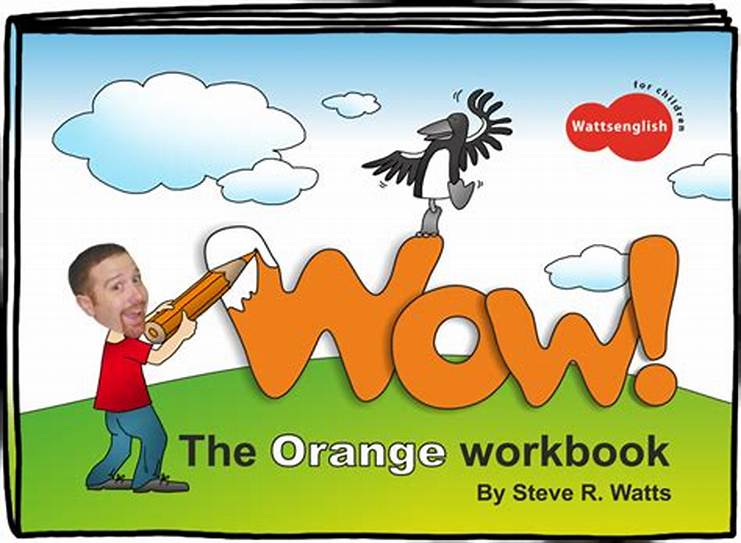 Wattsenglish
for children
Wow!
The Orange workbook
By Steve R. Watts